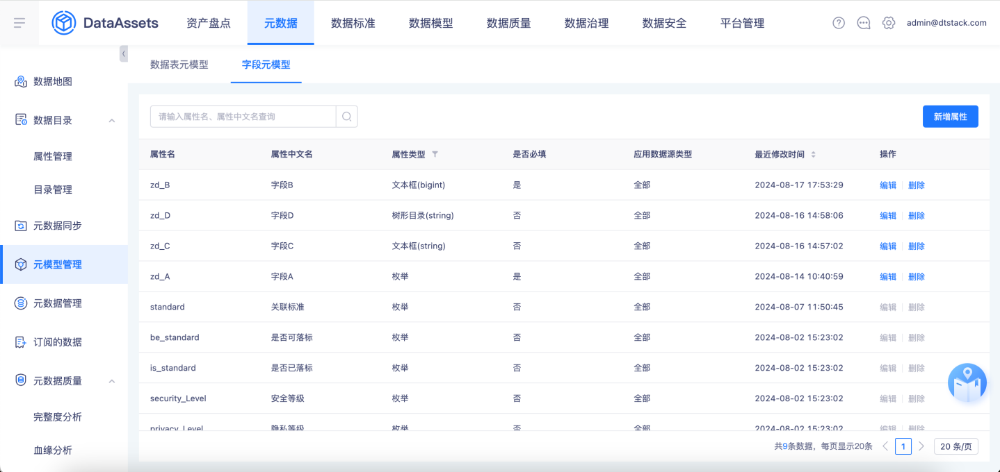 DataAssets 资产盘点 元数据 数据标准 数据模型 数据质量 数据治理 数据安全 平台管理 admin@dtstack.com
数据地图
数据目录
属性管理
目录管理
元数据同步
元模型管理
元数据管理
订阅的数据
元数据质量
完整度分析
血缘分析
数据表元模型 字段元模型
请输入属性名、属性中文名查询 新增属性
属性名 属性中文名 属性类型 是否必填 应用数据源类型 最近修改时间 操作
zd_B 字段B 文本框(bigint) 是 全部 2024-08-17 17:53:29 编辑 删除
zd_D 字段D 树形目录(string) 否 全部 2024-08-16 14:58:06 编辑 删除
zd_C 字段C 文本框(string) 否 全部 2024-08-16 14:57:02 编辑 删除
zd_A 字段A 枚举 是 全部 2024-08-14 10:40:59 编辑 删除
standard 关联标准 枚举 否 全部 2024-08-07 11:50:45 编辑 删除
be_standard 是否可落标 枚举 否 全部 2024-08-02 15:23:02 编辑 删除
is_standard 是否已落标 枚举 否 全部 2024-08-02 15:23:02 编辑 删除
security_Level 安全等级 枚举 否 全部 2024-08-02 15:23:02 编辑 删除
privacy_Level 隐私等级 枚举 否 全部 2024-08-02 15:23:02 编辑 删除
共9条数据，每页显示20条 1 20 条/页